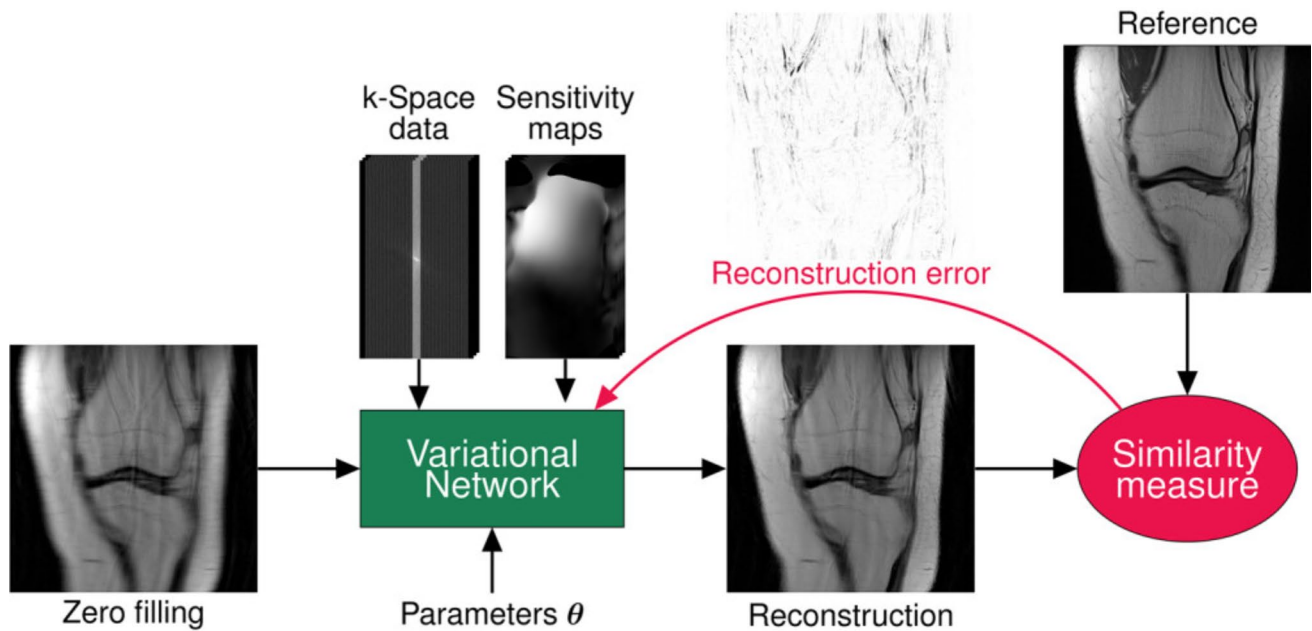 Reference
k-Space
data
Sensitivity
maps
Reconstruction error
Variational
Network
Similarity
measure
Zero filling
Parameters θ
Reconstruction